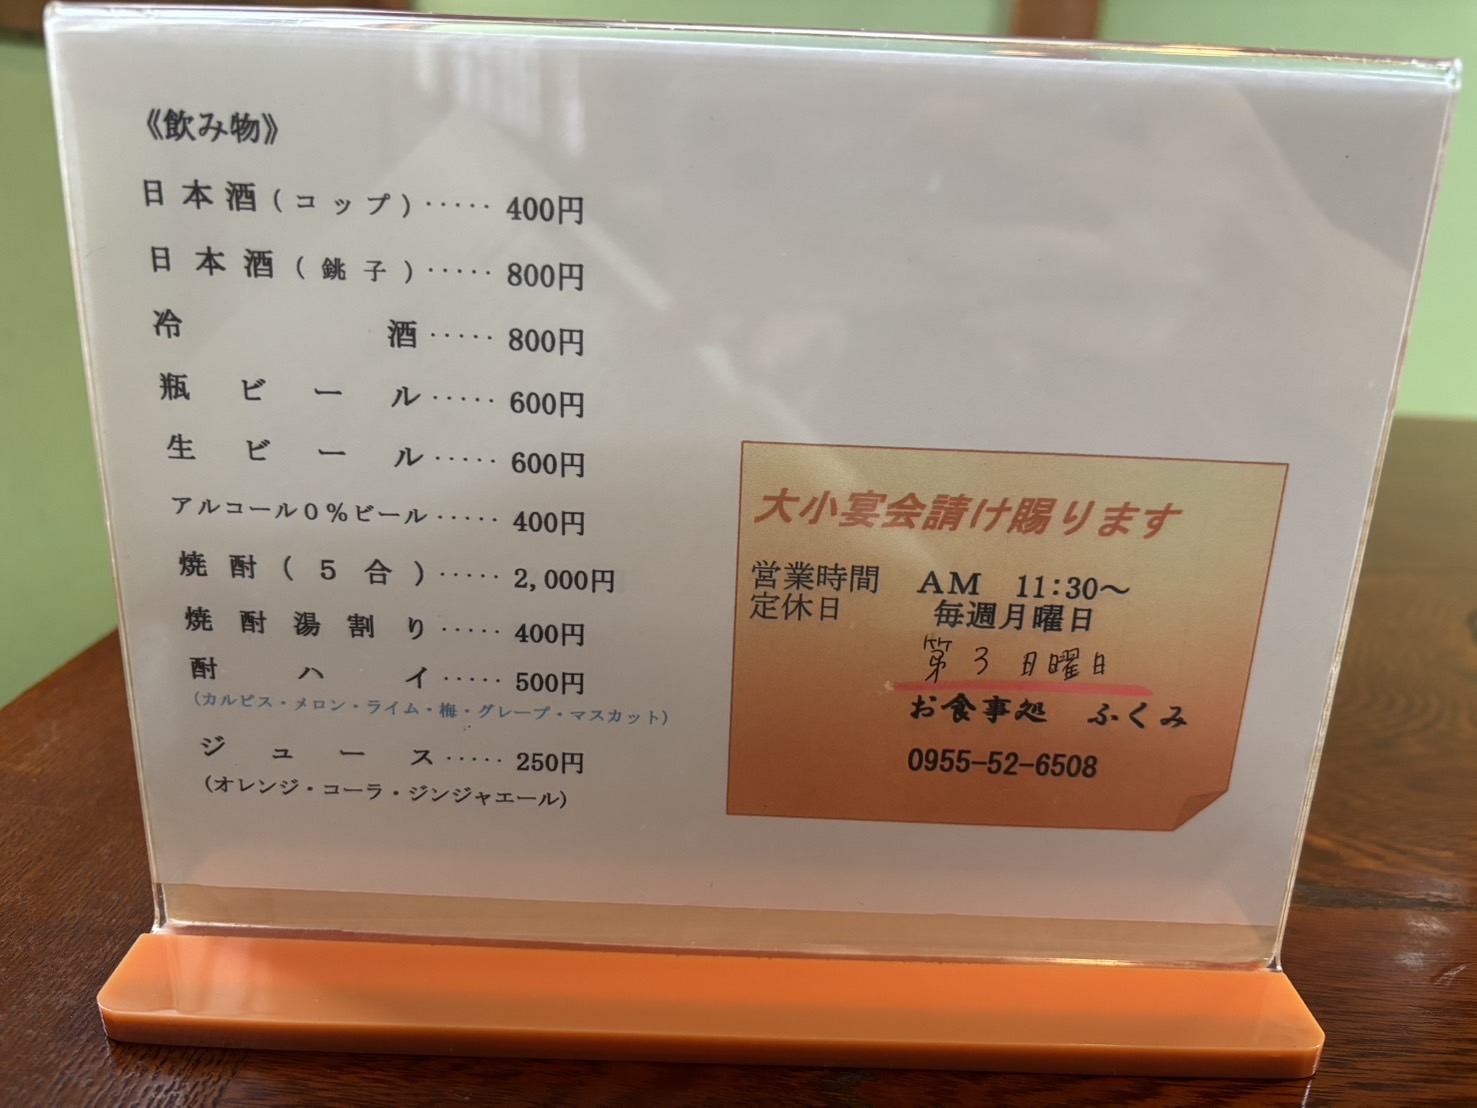 《飲み物》
日本酒(コップ)‥‥‥400円
日本酒(銚子)‥‥‥800円
冷酒‥‥‥800円
瓶ビール‥‥‥600円
生ビール‥‥‥600円
アルコール0%ビール‥‥‥400円
焼酎(5合)‥‥‥2,000円
焼酎湯割り‥‥‥400円
酎ハイ‥‥‥500円
(カルピス・メロン・ライム・梅・グレープ・マスカット)
ジュース‥‥‥250円
(オレンジ・コーラ・ジンジャエール)
大小宴会請け賜ります
営業時間 AM 11:30〜
定休日 毎週月曜日
第3日曜日
お食事処 ふくみ
0955-52-6508